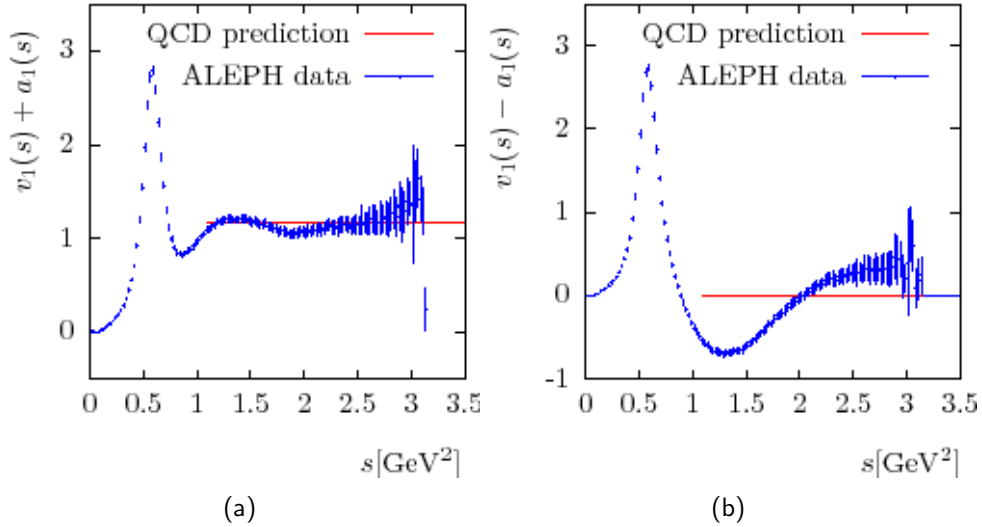 QCD prediction
ALEPH data
v₁(s) + a₁(s)
3
2
1
0
0 0.5 1 1.5 2 2.5 3 3.5
s[GeV²]
(a)
QCD prediction
ALEPH data
v₁(s) − a₁(s)
3
2
1
0
-1
0 0.5 1 1.5 2 2.5 3 3.5
s[GeV²]
(b)